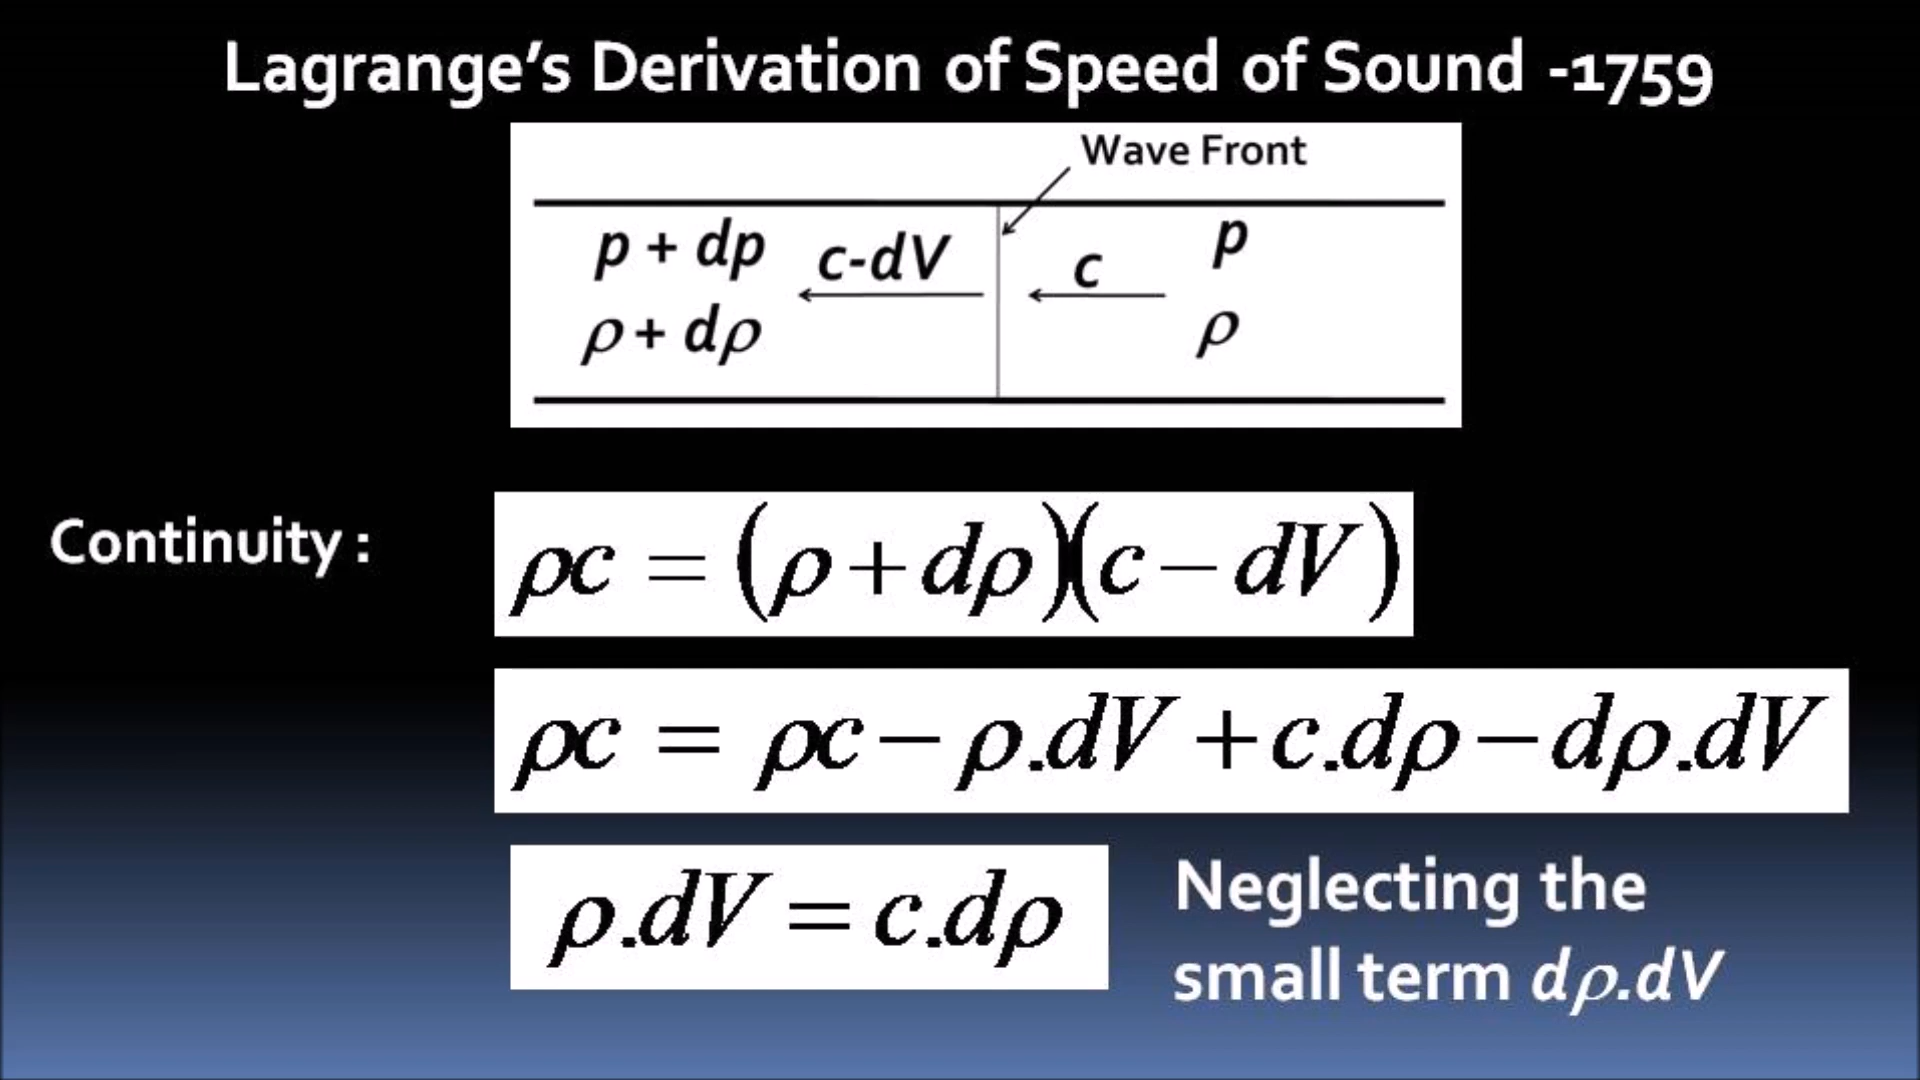 Lagrange's Derivation of Speed of Sound -1759
Wave Front
p + dp
c-dV
c
p
ρ + dρ
ρ
Continuity :
ρc = (ρ + dρ)(c − dV)
ρc = ρc − ρ.dV + c.dρ − dρ.dV
ρ.dV = c.dρ
Neglecting the
small term dρ.dV